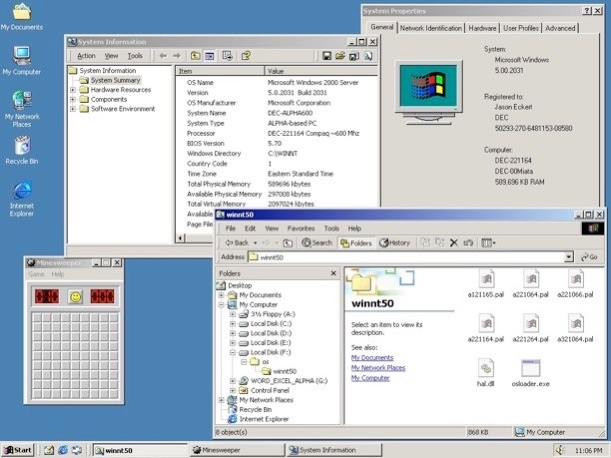 My Documents
My Computer
My Network
Places
Recycle Bin
Internet
Explorer
System Information
Action View Tools
System Information
System Summary
Hardware Resources
Components
Software Environment
Item Value
OS Name Microsoft Windows 2000 Server
Version 5.0.2031 Build 2031
OS Manufacturer Microsoft Corporation
System Name DEC-ALPHA600
System Type ALPHA-based PC
Processor DEC-221164 Compaq ~600 Mhz
BIOS Version 5.70
Windows Directory C:\WINNT
Country Code 1
Time Zone Eastern Standard Time
Total Physical Memory 589696 kbytes
Available Physical Memory 297008 kbytes
Total Virtual Memory 2097024 kbytes
Available Virtual
Page File
System Properties
General Network Identification Hardware User Profiles Advanced
System:
Microsoft Windows
5.00.2031
Registered to:
Jason Eckert
DEC
50293-270-6481153-08580
Computer:
DEC-221164
DEC-00Miata
589,696 KB RAM
Minesweeper
Game Help
winnt50
File Edit View Favorites Tools Help
Back Search Folders History
Address winnt50 Go
Folders
Desktop
My Documents
My Computer
3½ Floppy (A:)
Local Disk (C:)
Local Disk (D:)
Local Disk (E:)
Local Disk (F:)
os
winnt50
WORD_EXCEL_ALPHA (G:)
Control Panel
My Network Places
Recycle Bin
Internet Explorer
winnt50
Select an item to view its
description.
See also:
My Documents
My Network Places
My Computer
a121165.pal a221064.pal a221066.pal
a221164.pal a221264.pal a321064.pal
hal.dll osloader.exe
8 object(s) 868 KB My Computer
Start winnt50 Minesweeper System Information 11:06 PM